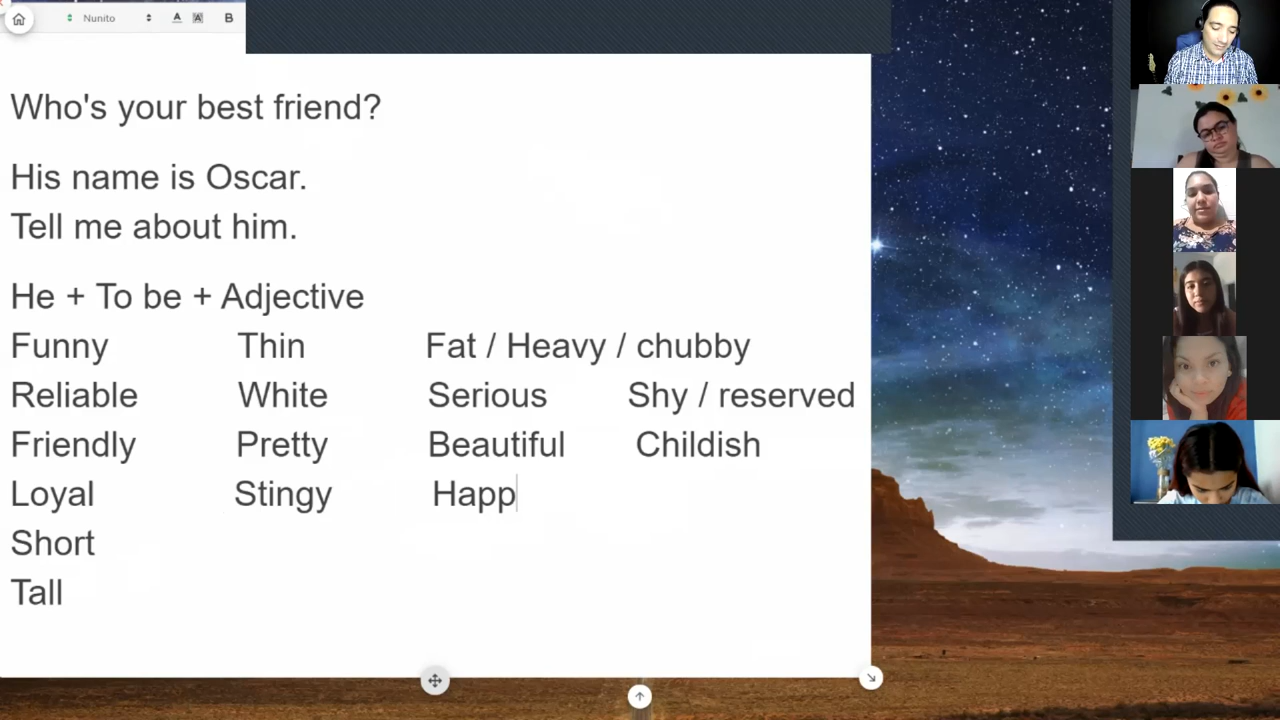 Nunito
A A B
Who's your best friend?
His name is Oscar.
Tell me about him.
He + To be + Adjective
Funny Thin Fat / Heavy / chubby
Reliable White Serious Shy / reserved
Friendly Pretty Beautiful Childish
Loyal Stingy Happ
Short
Tall